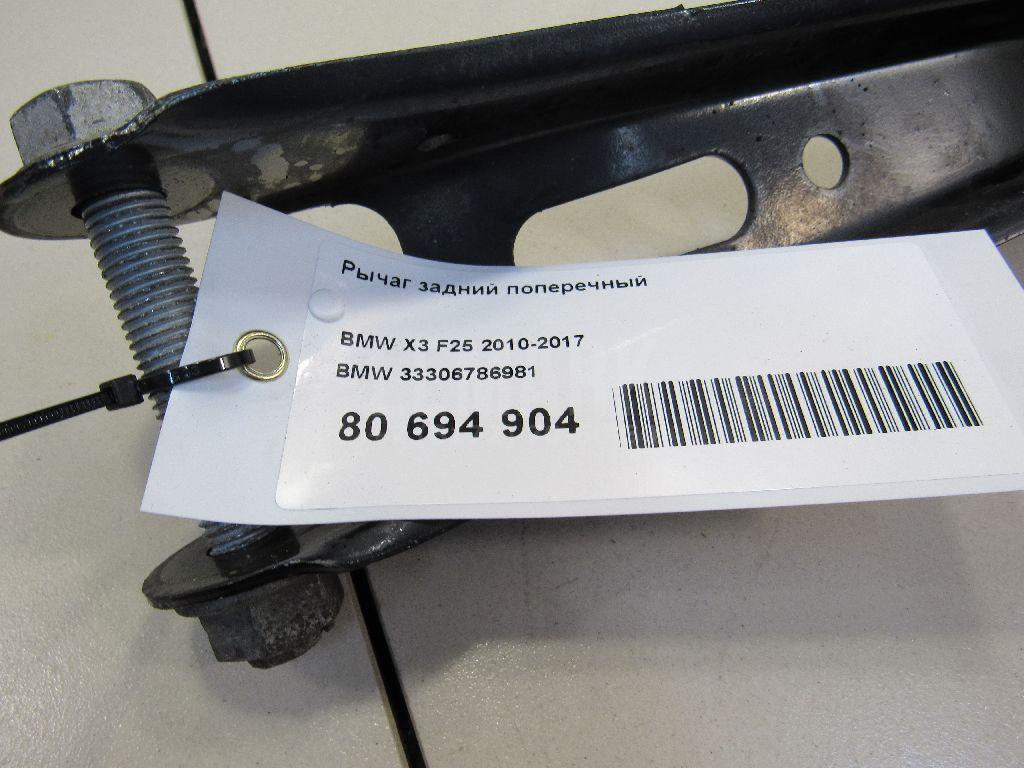 Рычаг задний поперечный
BMW X3 F25 2010-2017
BMW 33306786981
80 694 904